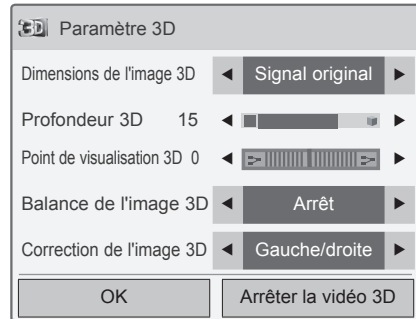 3D Paramètre 3D
Dimensions de l'image 3D Signal original
Profondeur 3D 15
Point de visualisation 3D 0
Balance de l'image 3D Arrêt
Correction de l'image 3D Gauche/droite
OK Arrêter la vidéo 3D